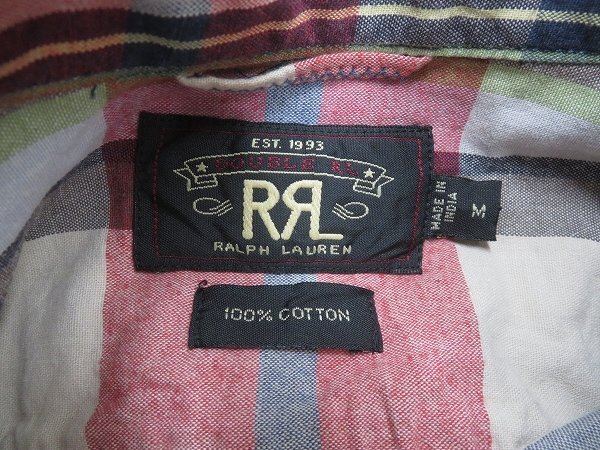 EST. 1993
DOUBLE RL
RRL
RALPH LAUREN
MADE IN
INDIA
M
100% COTTON